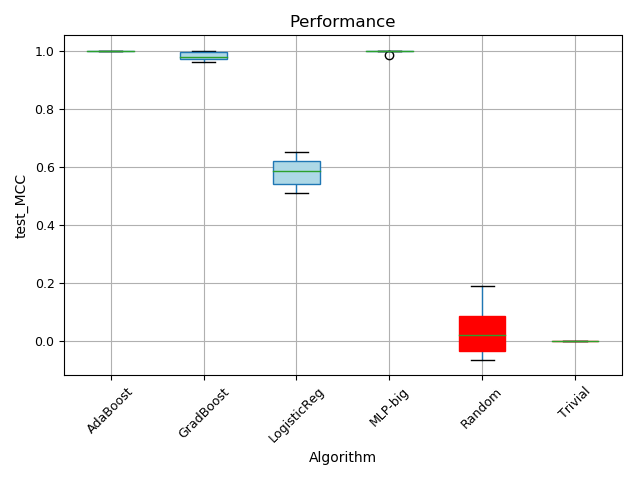 Performance
test_MCC
1.0
0.8
0.6
0.4
0.2
0.0
AdaBoost
GradBoost
LogisticReg
MLP-big
Random
Trivial
Algorithm